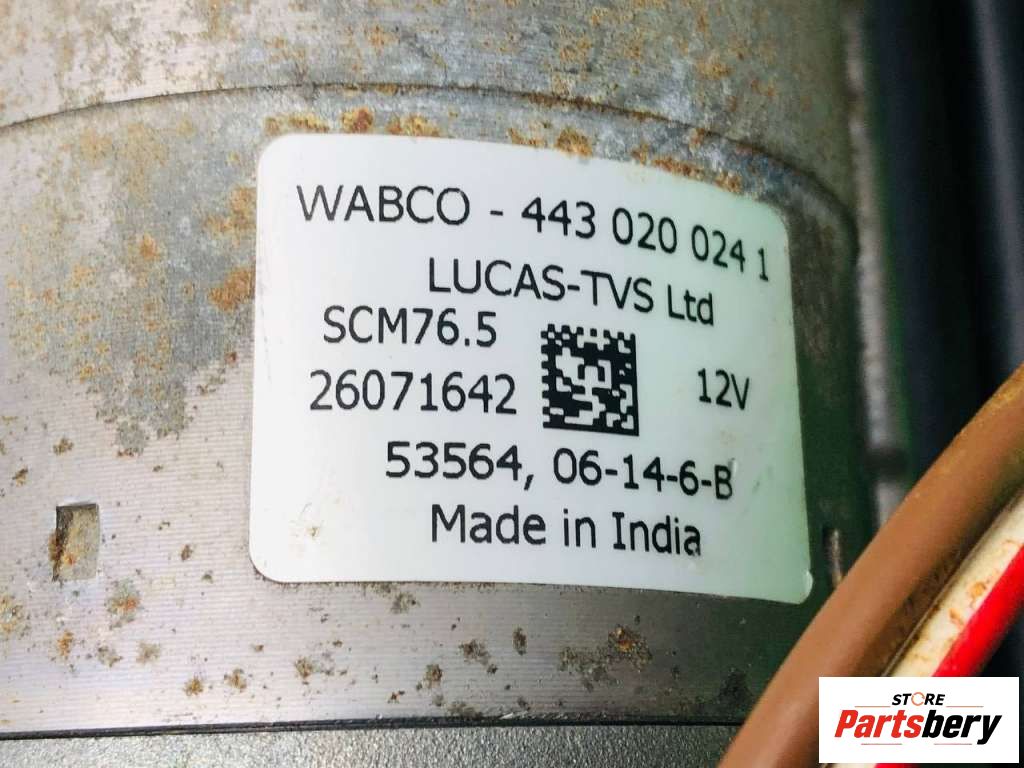 WABCO - 443 020 024 1
LUCAS-TVS Ltd
SCM76.5
26071642
12V
53564, 06-14-6-B
Made in India
STORE
Partsbery